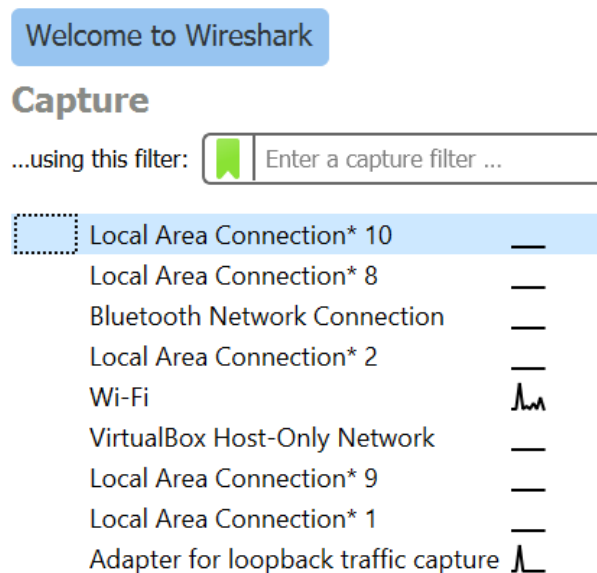 Welcome to Wireshark
Capture
...using this filter: Enter a capture filter ...
Local Area Connection* 10
Local Area Connection* 8
Bluetooth Network Connection
Local Area Connection* 2
Wi-Fi
VirtualBox Host-Only Network
Local Area Connection* 9
Local Area Connection* 1
Adapter for loopback traffic capture